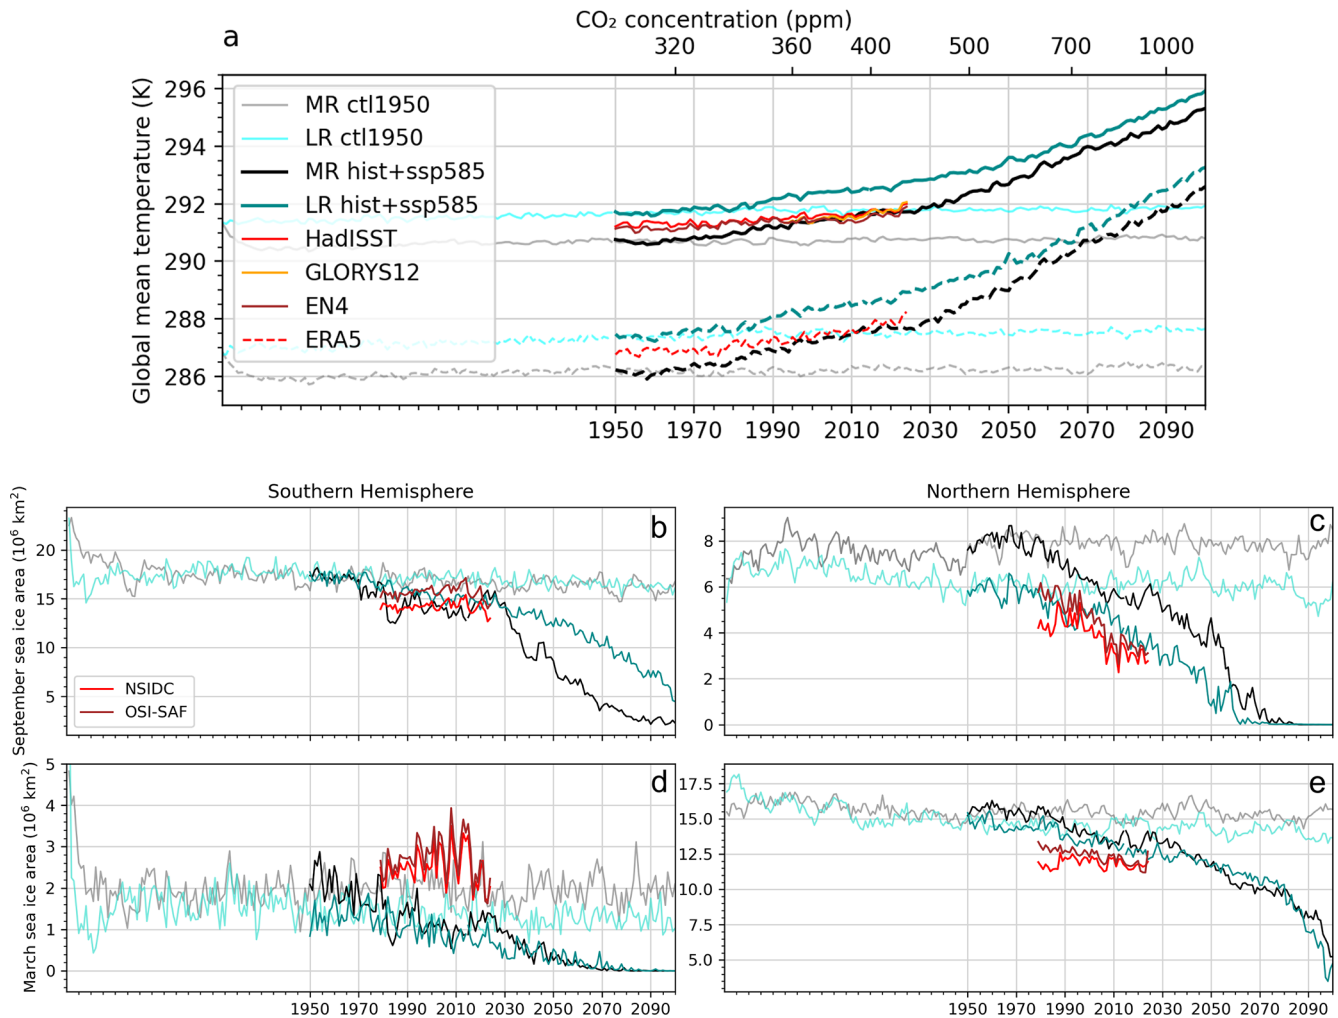 CO₂ concentration (ppm)
a
320 360 400 500 700 1000
Global mean temperature (K)
296
294
292
290
288
286
MR ctl1950
LR ctl1950
MR hist+ssp585
LR hist+ssp585
HadISST
GLORYS12
EN4
ERA5
1950 1970 1990 2010 2030 2050 2070 2090
Southern Hemisphere
Northern Hemisphere
September sea ice area (10⁶ km²)
b
20
15
10
5
NSIDC
OSI-SAF
c
8
6
4
2
0
March sea ice area (10⁶ km²)
d
5
4
3
2
1
0
1950 1970 1990 2010 2030 2050 2070 2090
e
17.5
15.0
12.5
10.0
7.5
5.0
1950 1970 1990 2010 2030 2050 2070 2090